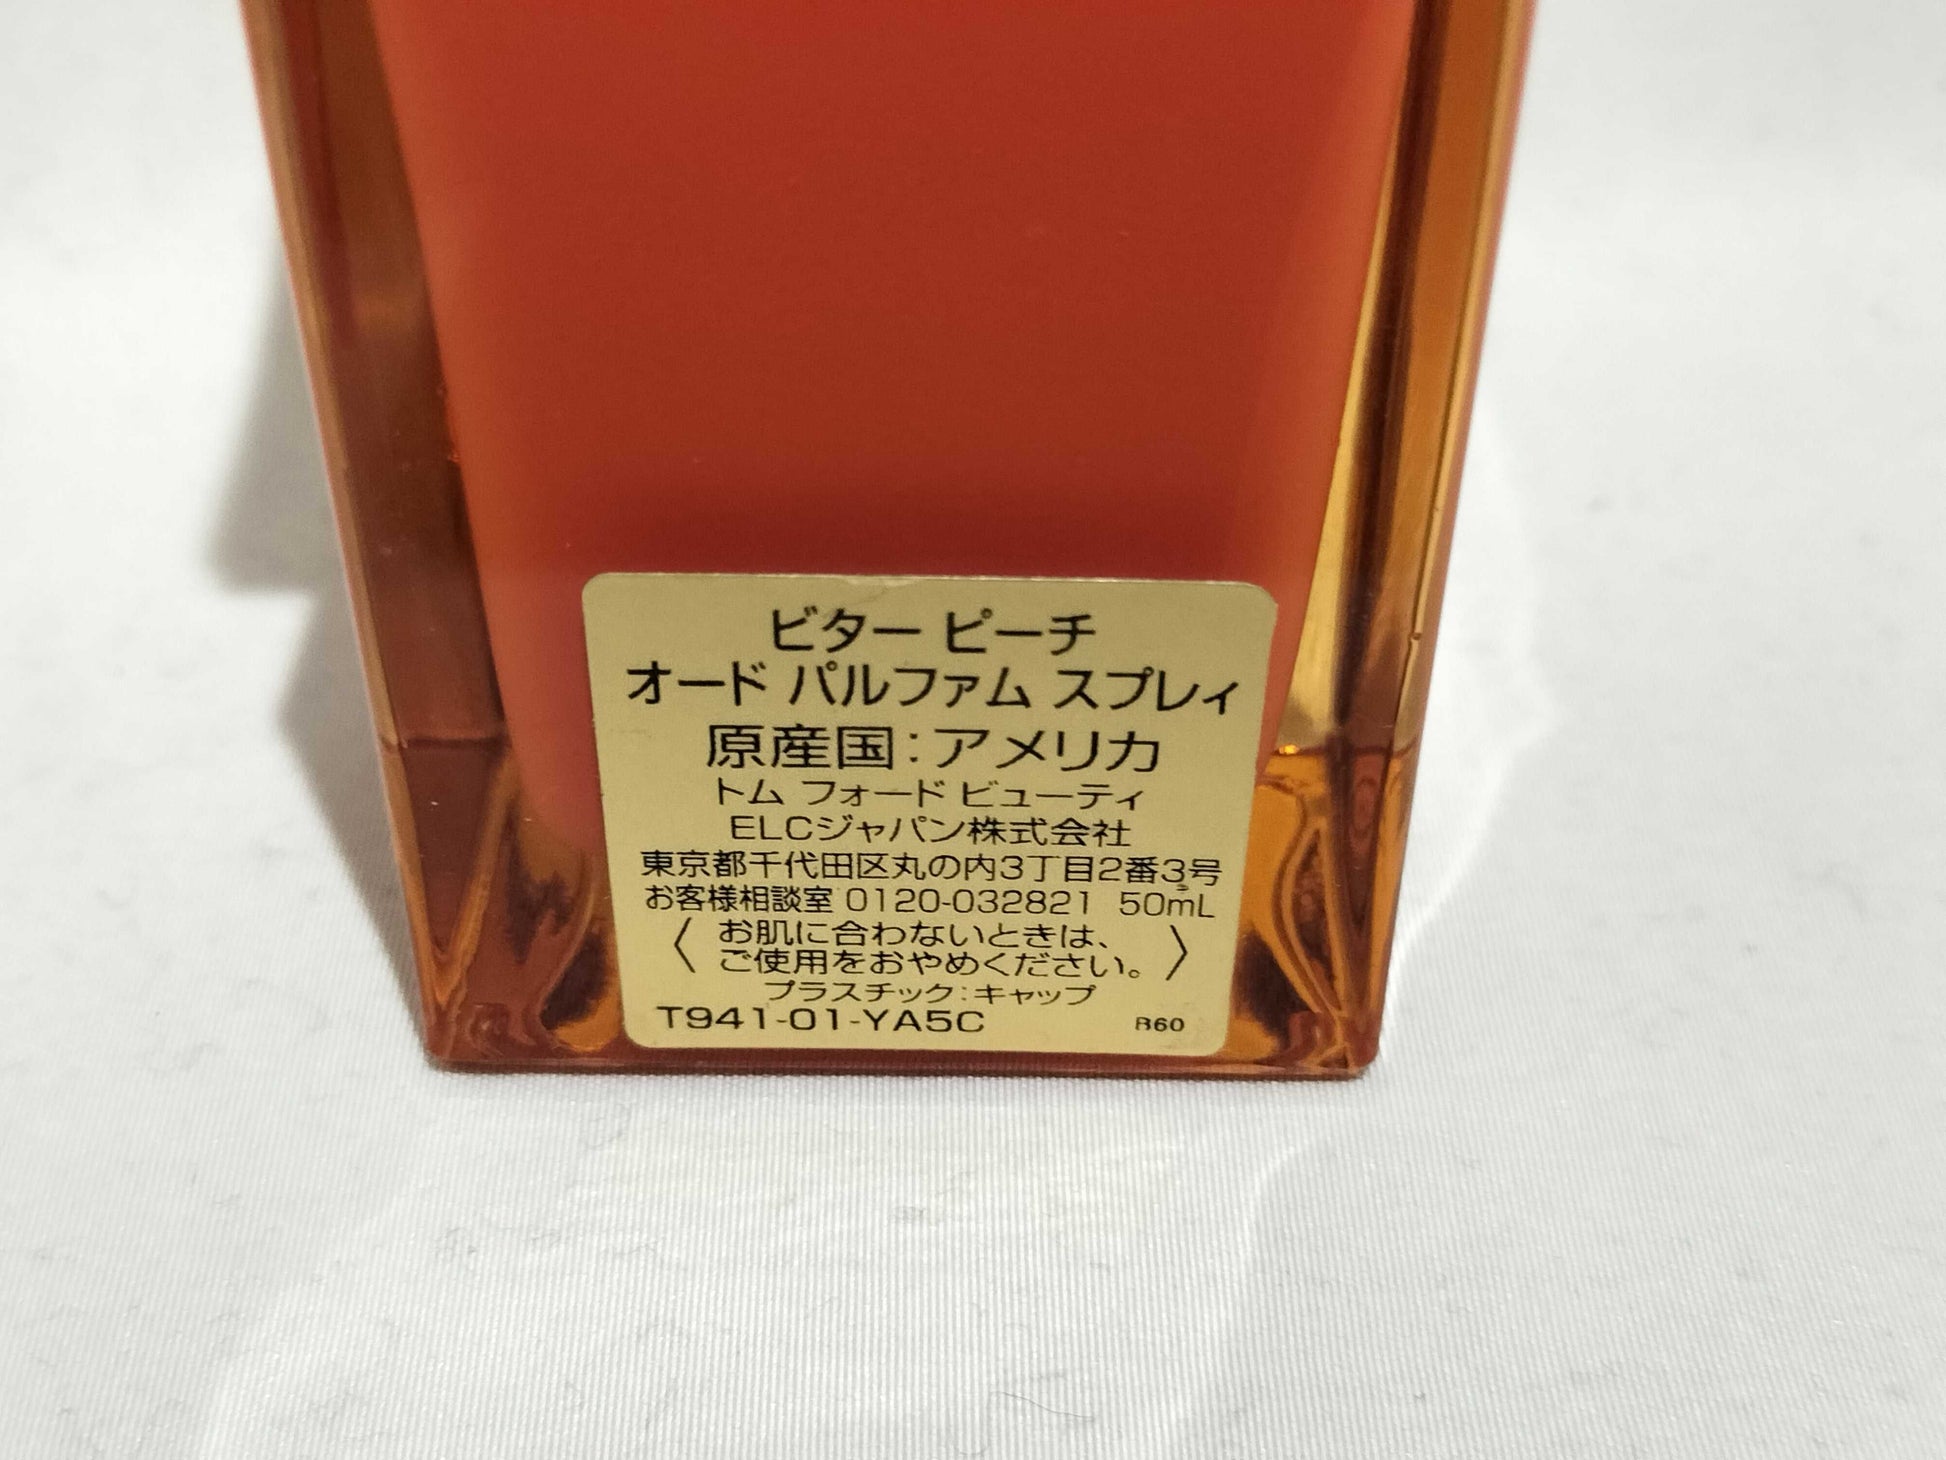 ビター ピーチ
オード パルファム スプレィ
原産国:アメリカ
トム フォード ビューティ
ELCジャパン株式会社
東京都千代田区丸の内3丁目2番3号
お客様相談室 0120-032821 50mL
〈お肌に合わないときは、
ご使用をおやめください。〉
プラスチック:キャップ
T941-01-YA5C R60